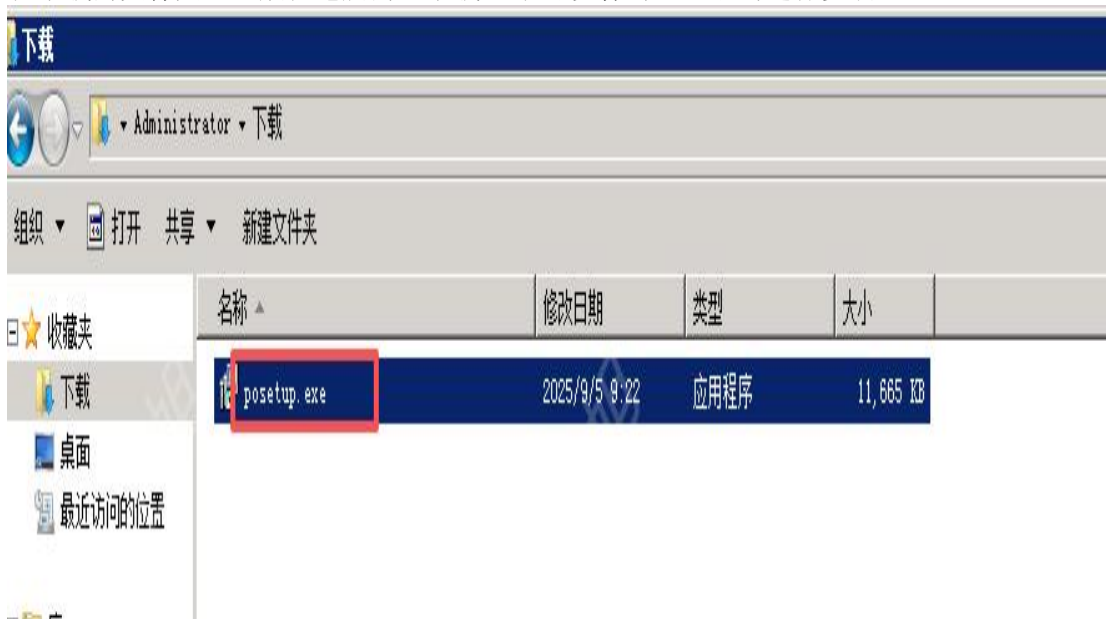 下载
Administrator 下载
组织 打开 共享 新建文件夹
名称 修改日期 类型 大小
收藏夹
下载
桌面
最近访问的位置
posetup.exe 2025/9/5 9:22 应用程序 11,665 KB